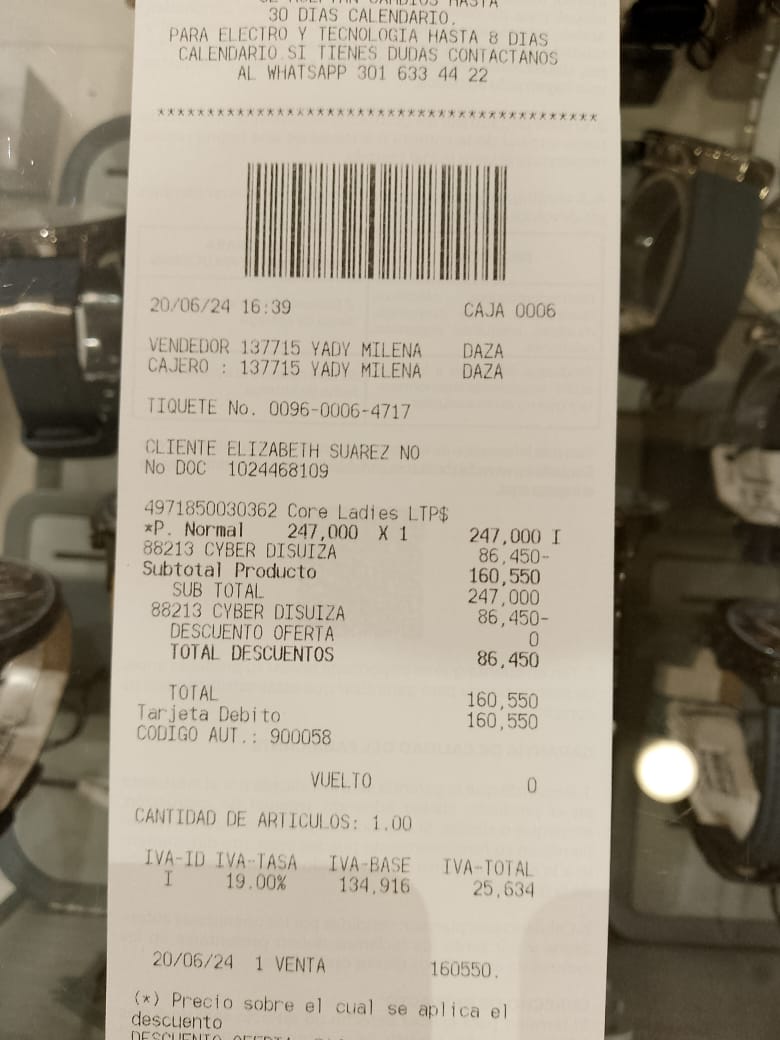 SE ACEPTAN CAMBIOS HASTA
30 DIAS CALENDARIO.
PARA ELECTRO Y TECNOLOGIA HASTA 8 DIAS
CALENDARIO.SI TIENES DUDAS CONTACTANOS
AL WHATSAPP 301 633 44 22
******************************************
20/06/24 16:39 CAJA 0006
VENDEDOR 137715 YADY MILENA DAZA
CAJERO : 137715 YADY MILENA DAZA
TIQUETE No. 0096-0006-4717
CLIENTE ELIZABETH SUAREZ NO
No DOC 1024468109
4971850030362 Core Ladies LTP$
*P. Normal 247,000 X 1 247,000 I
88213 CYBER DISUIZA 86,450-
Subtotal Producto 160,550
SUB TOTAL 247,000
88213 CYBER DISUIZA 86,450-
DESCUENTO OFERTA 0
TOTAL DESCUENTOS 86,450
TOTAL 160,550
Tarjeta Debito 160,550
CODIGO AUT.: 900058
VUELTO 0
CANTIDAD DE ARTICULOS: 1.00
IVA-ID IVA-TASA IVA-BASE IVA-TOTAL
I 19.00% 134,916 25,634
20/06/24 1 VENTA 160550.
(*) Precio sobre el cual se aplica el
descuento
DESCUENTO OFERTA